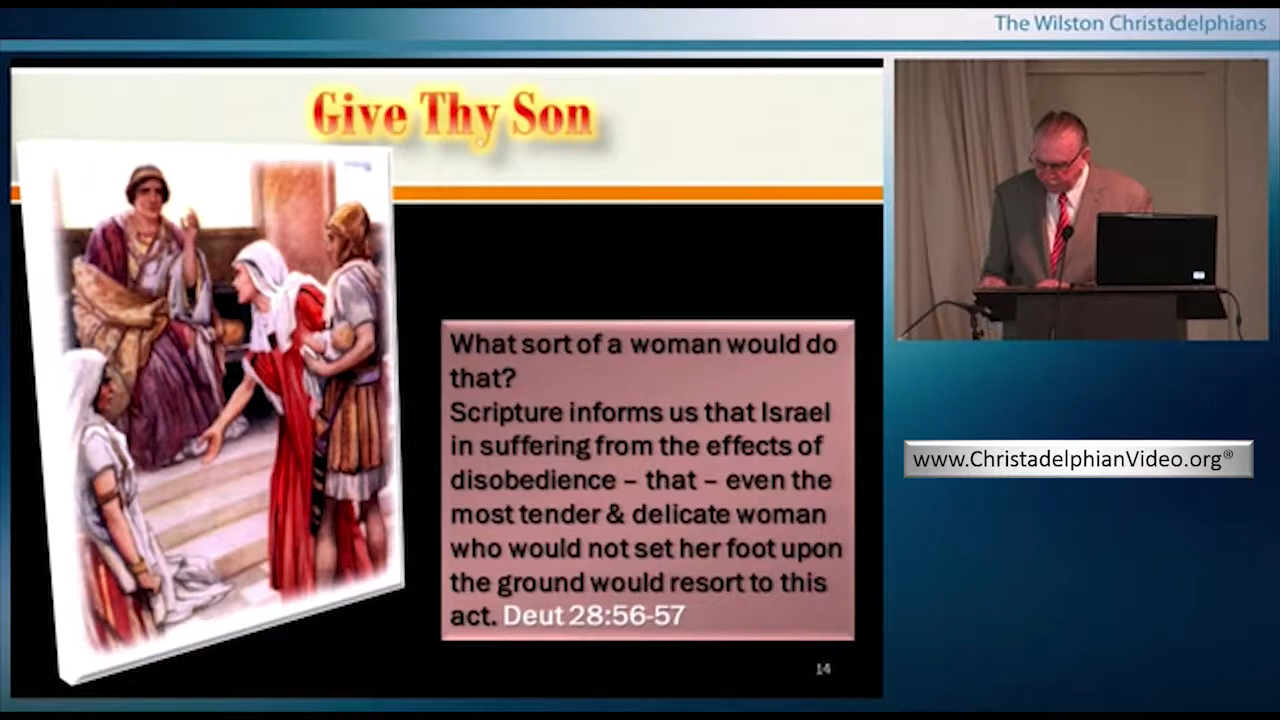 The Wilston Christadelphians
Give Thy Son
What sort of a woman would do
that?
Scripture informs us that Israel
in suffering from the effects of
disobedience – that – even the
most tender & delicate woman
who would not set her foot upon
the ground would resort to this
act. Deut 28:56-57
14
www.ChristadelphianVideo.org®